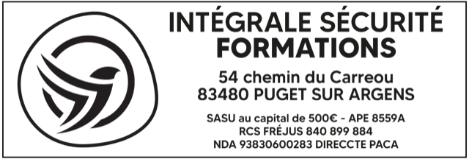 INTÉGRALE SÉCURITÉ
FORMATIONS
54 chemin du Carreou
83480 PUGET SUR ARGENS
SASU au capital de 500€ - APE 8559A
RCS FRÉJUS 840 899 884
NDA 93830600283 DIRECCTE PACA